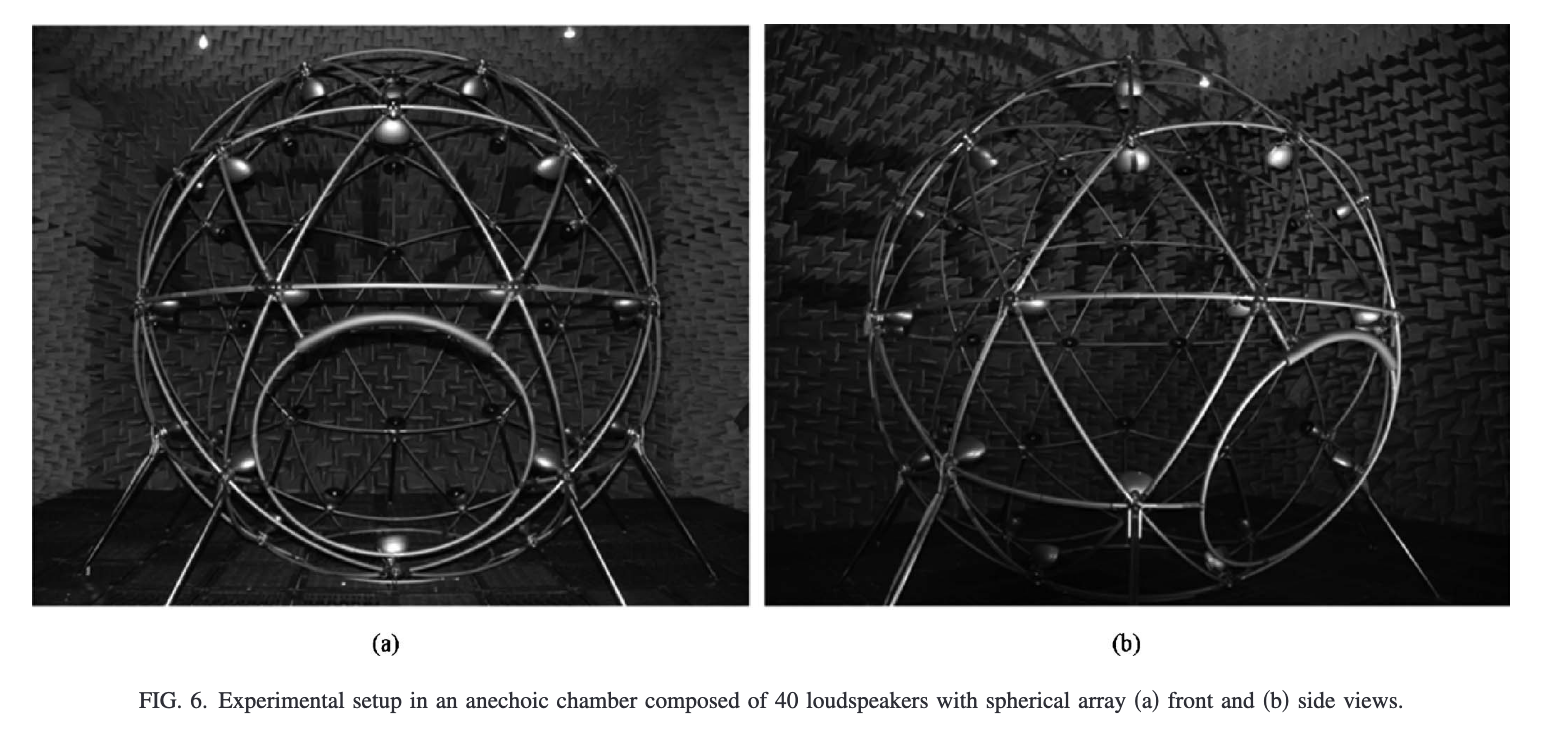 (a)
(b)
FIG. 6. Experimental setup in an anechoic chamber composed of 40 loudspeakers with spherical array (a) front and (b) side views.